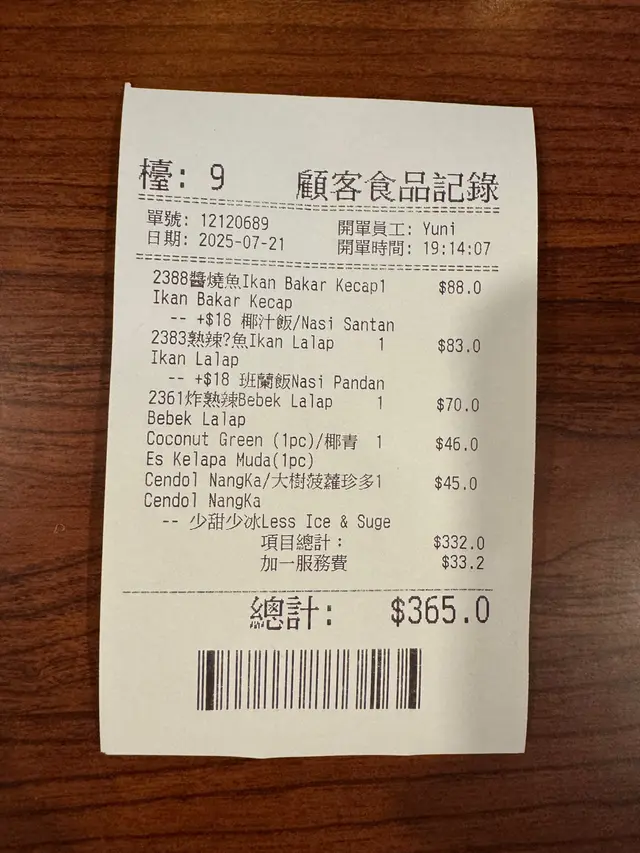 檯: 9 顧客食品記錄
單號: 12120689 開單員工: Yuni
日期: 2025-07-21 開單時間: 19:14:07
2388醬燒魚Ikan Bakar Kecap1 $88.0
Ikan Bakar Kecap
-- +$18 椰汁飯/Nasi Santan
2383熟辣?魚Ikan Lalap 1 $83.0
Ikan Lalap
-- +$18 班蘭飯Nasi Pandan
2361炸熟辣Bebek Lalap 1 $70.0
Bebek Lalap
Coconut Green (1pc)/椰青 1 $46.0
Es Kelapa Muda(1pc)
Cendol NangKa/大樹菠蘿珍多1 $45.0
Cendol NangKa
-- 少甜少冰Less Ice & Suge
項目總計: $332.0
加一服務費 $33.2
總計: $365.0